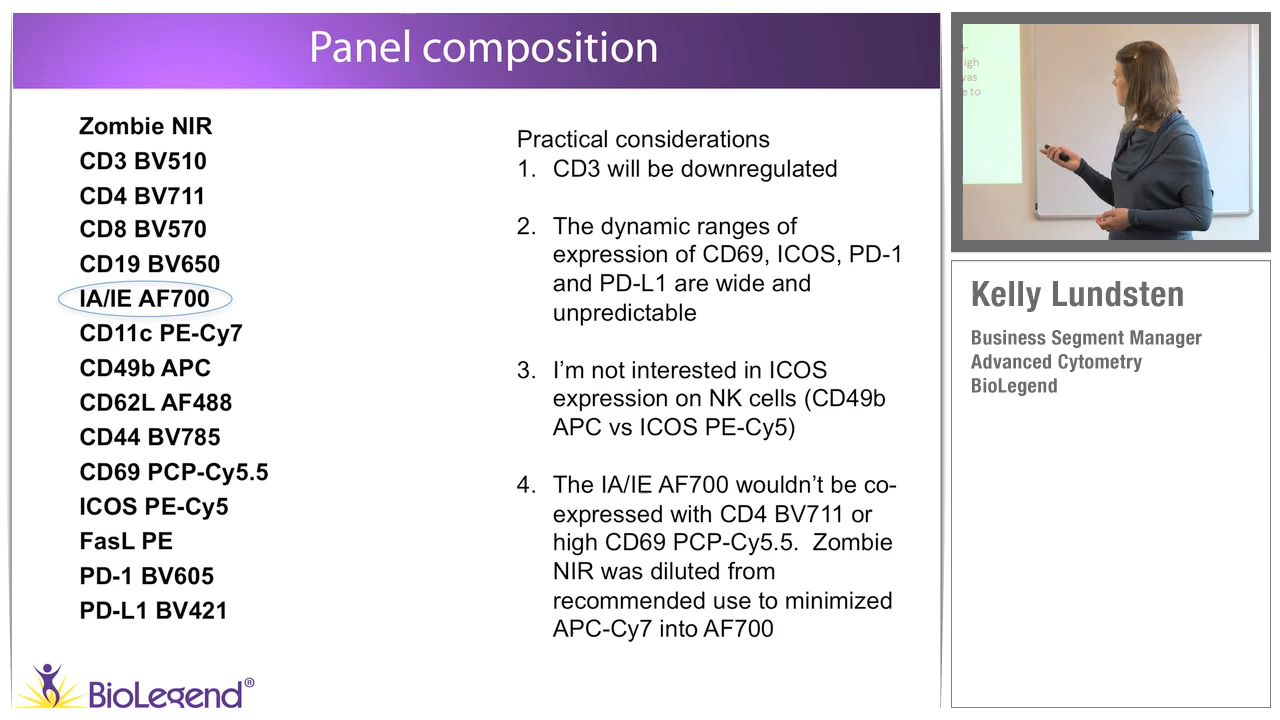 Panel composition
Zombie NIR
CD3 BV510
CD4 BV711
CD8 BV570
CD19 BV650
IA/IE AF700
CD11c PE-Cy7
CD49b APC
CD62L AF488
CD44 BV785
CD69 PCP-Cy5.5
ICOS PE-Cy5
FasL PE
PD-1 BV605
PD-L1 BV421
Practical considerations
1. CD3 will be downregulated
2. The dynamic ranges of
expression of CD69, ICOS, PD-1
and PD-L1 are wide and
unpredictable
3. I’m not interested in ICOS
expression on NK cells (CD49b
APC vs ICOS PE-Cy5)
4. The IA/IE AF700 wouldn’t be co-
expressed with CD4 BV711 or
high CD69 PCP-Cy5.5. Zombie
NIR was diluted from
recommended use to minimized
APC-Cy7 into AF700
BioLegend®
Kelly Lundsten
Business Segment Manager
Advanced Cytometry
BioLegend